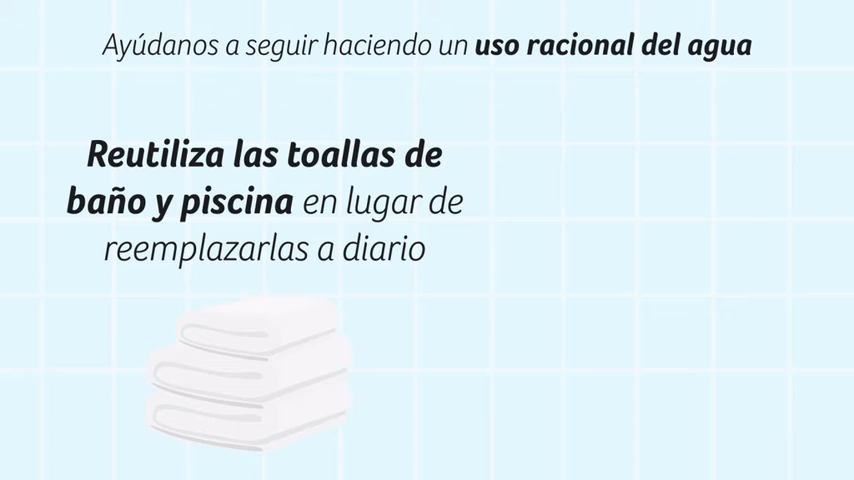 Ayúdanos a seguir haciendo un uso racional del agua
Reutiliza las toallas de
baño y piscina en lugar de
reemplazarlas a diario